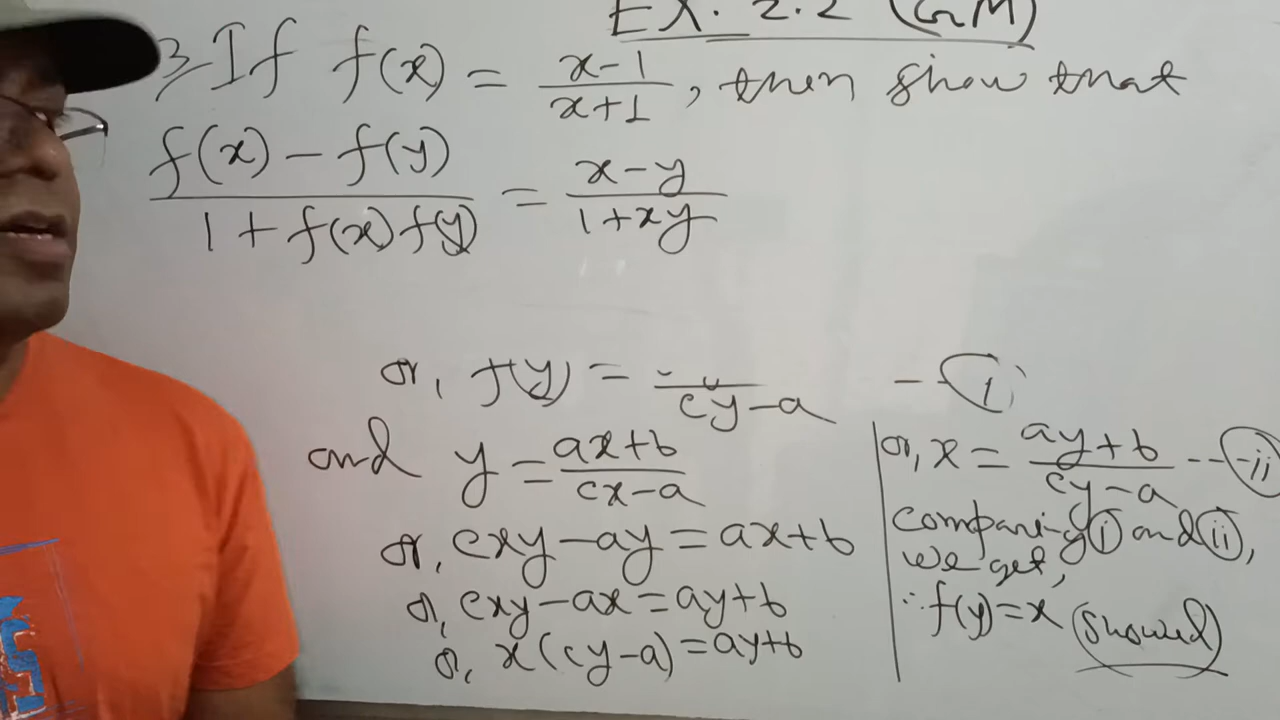 EX. 2.2 (GM)
3 If f(x) = x-1 / x+1, then show that
f(x) - f(y) / 1 + f(x) f(y) = x-y / 1+xy
or, f(y) = / cy-a - (i)
and y = ax+b / cx-a
or, cxy-ay=ax+b
or, cxy-ax=ay+b
or, x(cy-a)=ay+b
or, x = ay+b / cy-a --- (ii)
comparing (i) and (ii),
we get,
∴ f(y)=x (showed)